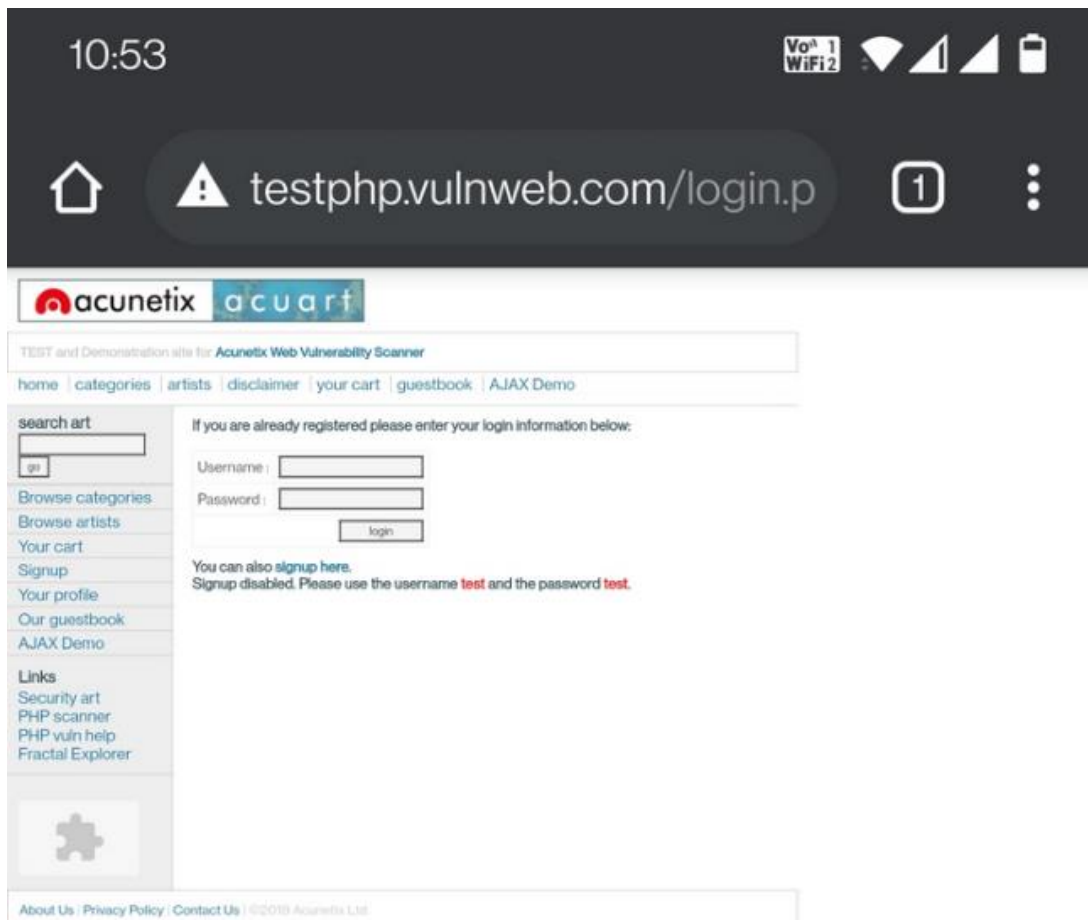 10:53
Vo 1
WiFi 2
testphp.vulnweb.com/login.p
1
acunetix acuart
TEST and Demonstration site for Acunetix Web Vulnerability Scanner
home | categories | artists | disclaimer | your cart | guestbook | AJAX Demo
search art
go
Browse categories
Browse artists
Your cart
Signup
Your profile
Our guestbook
AJAX Demo
Links
Security art
PHP scanner
PHP vuln help
Fractal Explorer
If you are already registered please enter your login information below:
Username :
Password :
login
You can also signup here.
Signup disabled. Please use the username test and the password test.
About Us | Privacy Policy | Contact Us | ©2019 Acunetix Ltd